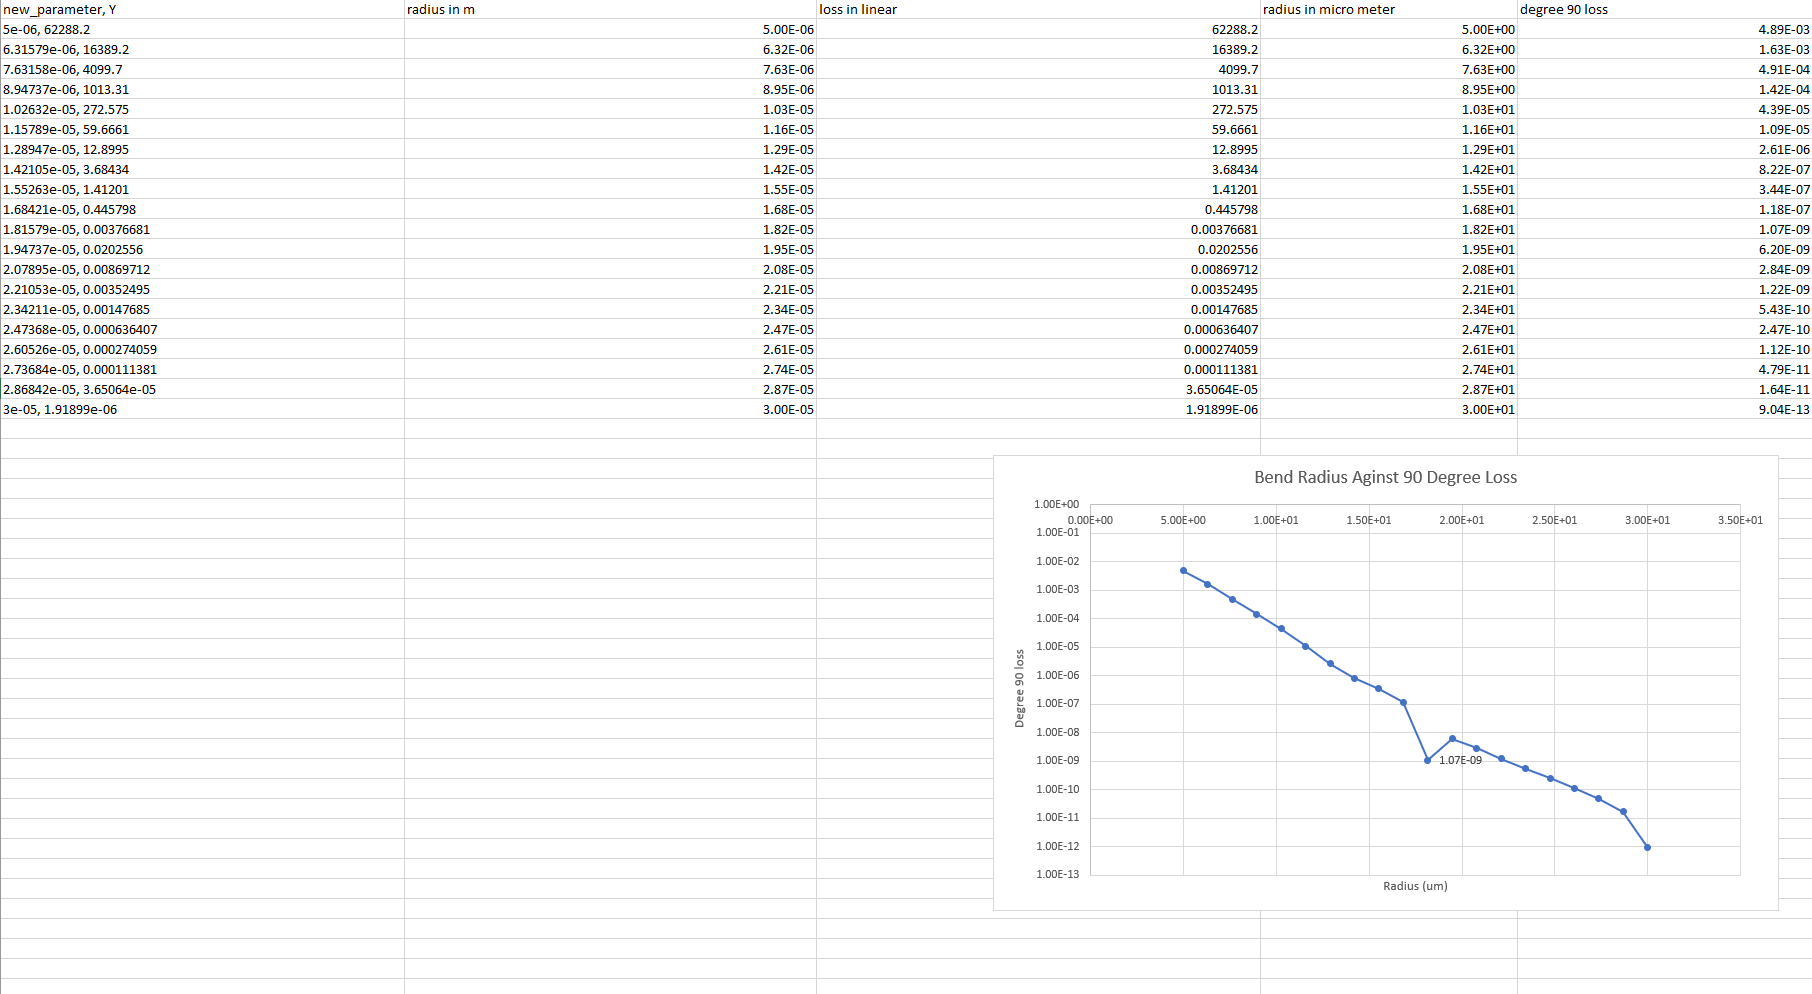 new_parameter, Y radius in m loss in linear radius in micro meter degree 90 loss
5e-06, 62288.2 5.00E-06 62288.2 5.00E+00 4.89E-03
6.31579e-06, 16389.2 6.32E-06 16389.2 6.32E+00 1.63E-03
7.63158e-06, 4099.7 7.63E-06 4099.7 7.63E+00 4.91E-04
8.94737e-06, 1013.31 8.95E-06 1013.31 8.95E+00 1.42E-04
1.02632e-05, 272.575 1.03E-05 272.575 1.03E+01 4.39E-05
1.15789e-05, 59.6661 1.16E-05 59.6661 1.16E+01 1.09E-05
1.28947e-05, 12.8995 1.29E-05 12.8995 1.29E+01 2.61E-06
1.42105e-05, 3.68434 1.42E-05 3.68434 1.42E+01 8.22E-07
1.55263e-05, 1.41201 1.55E-05 1.41201 1.55E+01 3.44E-07
1.68421e-05, 0.445798 1.68E-05 0.445798 1.68E+01 1.18E-07
1.81579e-05, 0.00376681 1.82E-05 0.00376681 1.82E+01 1.07E-09
1.94737e-05, 0.0202556 1.95E-05 0.0202556 1.95E+01 6.20E-09
2.07895e-05, 0.00869712 2.08E-05 0.00869712 2.08E+01 2.84E-09
2.21053e-05, 0.00352495 2.21E-05 0.00352495 2.21E+01 1.22E-09
2.34211e-05, 0.00147685 2.34E-05 0.00147685 2.34E+01 5.43E-10
2.47368e-05, 0.000636407 2.47E-05 0.000636407 2.47E+01 2.47E-10
2.60526e-05, 0.000274059 2.61E-05 0.000274059 2.61E+01 1.12E-10
2.73684e-05, 0.000111381 2.74E-05 0.000111381 2.74E+01 4.79E-11
2.86842e-05, 3.65064e-05 2.87E-05 3.65064E-05 2.87E+01 1.64E-11
3e-05, 1.91899e-06 3.00E-05 1.91899E-06 3.00E+01 9.04E-13
Bend Radius Aginst 90 Degree Loss
1.00E+00
0.00E+00 5.00E+00 1.00E+01 1.50E+01 2.00E+01 2.50E+01 3.00E+01 3.50E+01
1.00E-01
1.00E-02
1.00E-03
1.00E-04
1.00E-05
1.00E-06
1.00E-07
1.00E-08
1.00E-09
1.00E-10
1.00E-11
1.00E-12
1.00E-13
Degree 90 loss
1.07E-09
Radius (um)